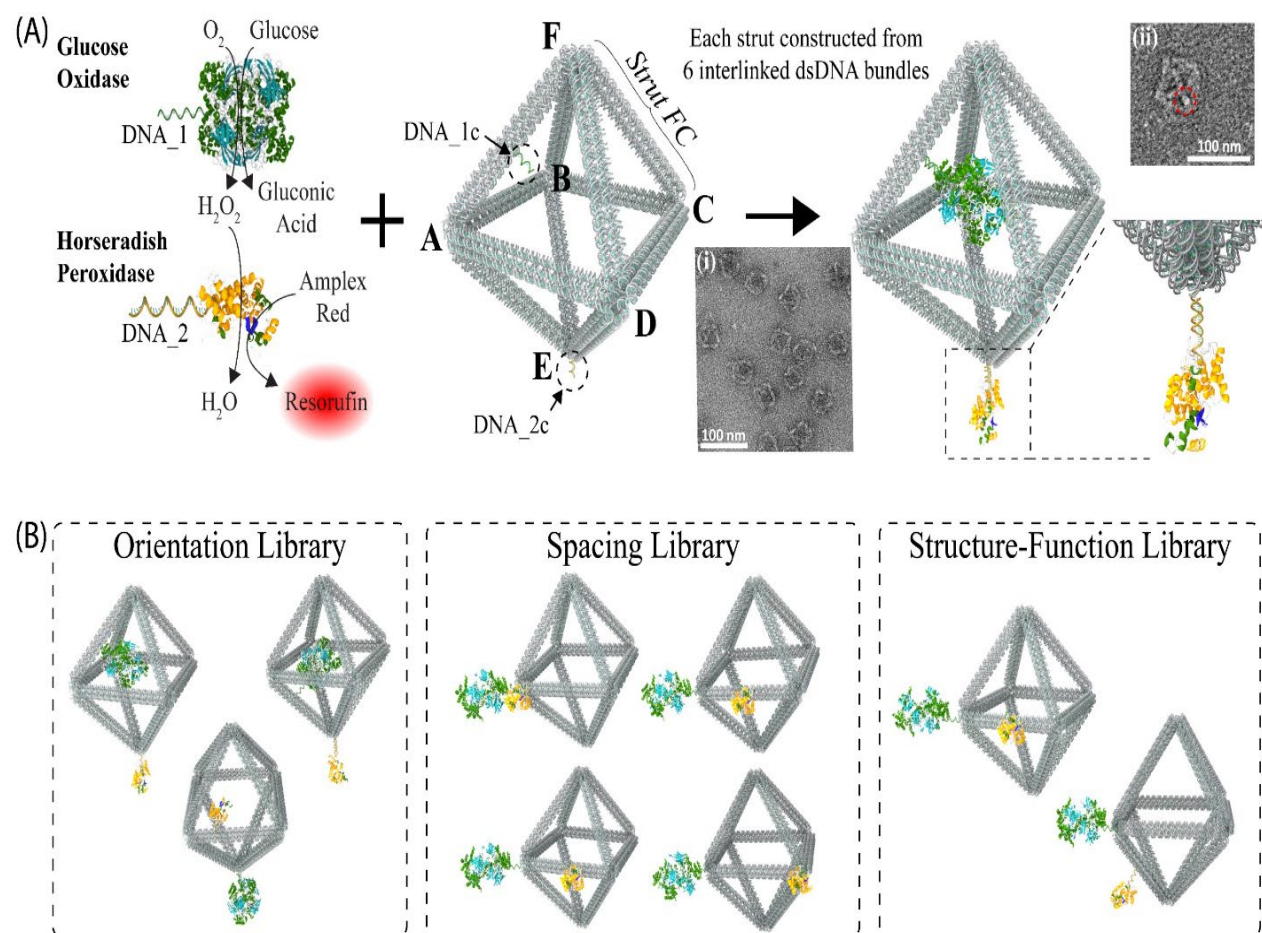 (A)
Glucose
Oxidase
O2
Glucose
DNA_1
H2O2
Gluconic
Acid
Horseradish
Peroxidase
Amplex
Red
DNA_2
H2O
Resorufin
F
Strut FC
DNA_1c
B
A
C
D
E
DNA_2c
Each strut constructed from
6 interlinked dsDNA bundles
(i)
100 nm
(ii)
100 nm
(B)
Orientation Library
Spacing Library
Structure-Function Library